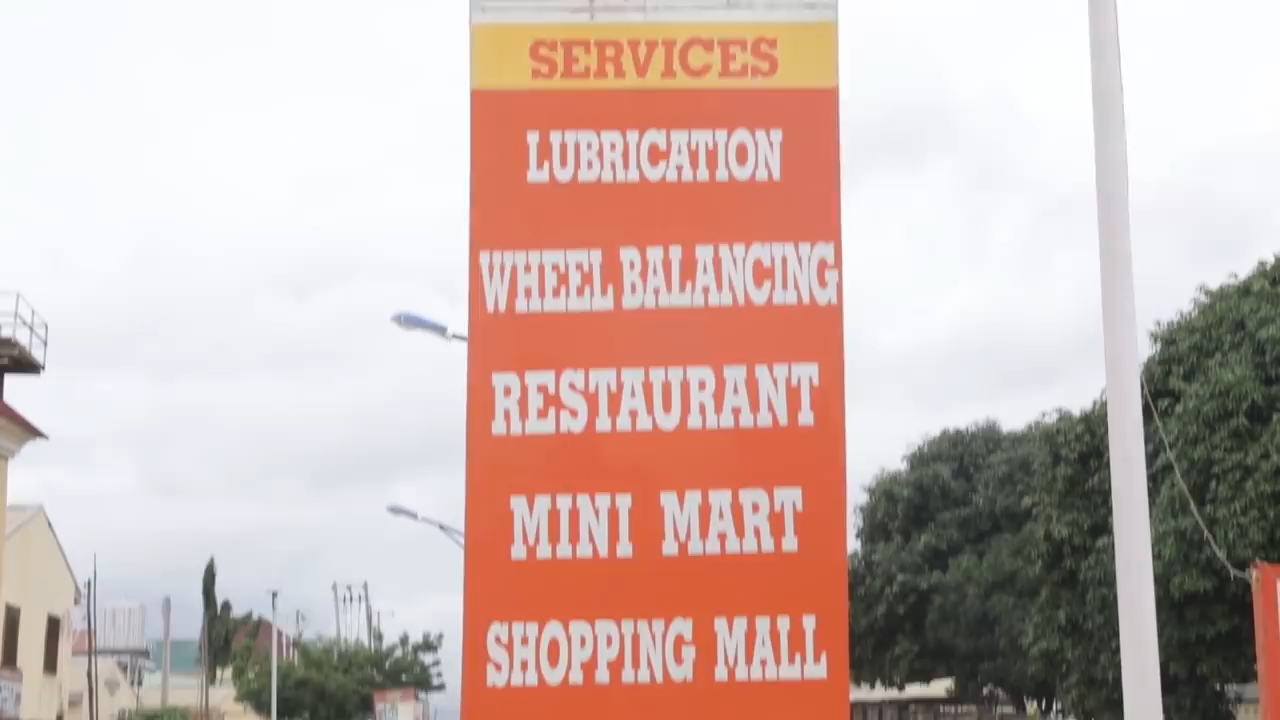 SERVICES
LUBRICATION
WHEEL BALANCING
RESTAURANT
MINI MART
SHOPPING MALL